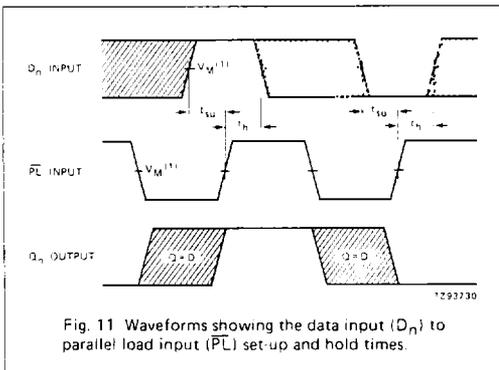 Dn INPUT
VM(1)
tsu
th
tsu
th
PL INPUT
VM(1)
Qn OUTPUT
Q=D
Q=D
7Z93730
Fig. 11 Waveforms showing the data input (Dn) to
parallel load input (PL) set-up and hold times.